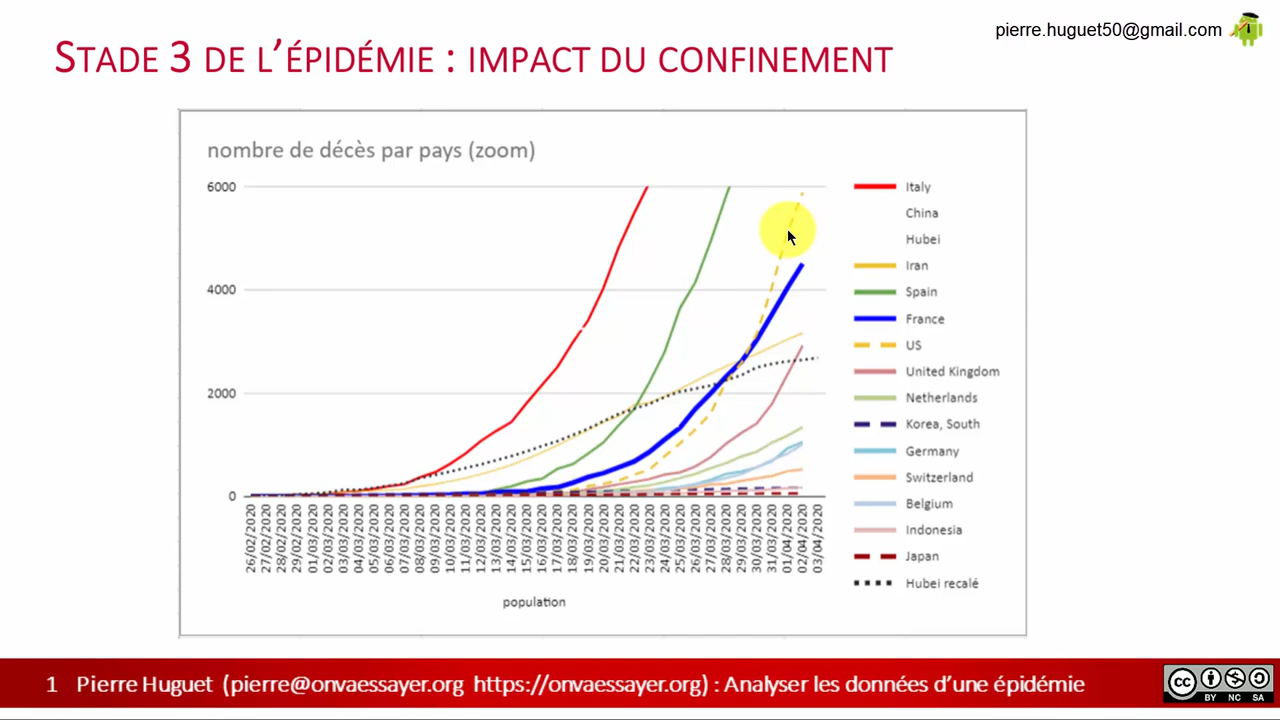 pierre.huguet50@gmail.com
STADE 3 DE L'ÉPIDÉMIE : IMPACT DU CONFINEMENT
nombre de décès par pays (zoom)
6000
4000
2000
0
26/02/2020
27/02/2020
28/02/2020
29/02/2020
01/03/2020
02/03/2020
03/03/2020
04/03/2020
05/03/2020
06/03/2020
07/03/2020
08/03/2020
09/03/2020
10/03/2020
11/03/2020
12/03/2020
13/03/2020
14/03/2020
15/03/2020
16/03/2020
17/03/2020
18/03/2020
19/03/2020
20/03/2020
21/03/2020
22/03/2020
23/03/2020
24/03/2020
25/03/2020
26/03/2020
27/03/2020
28/03/2020
29/03/2020
30/03/2020
31/03/2020
01/04/2020
02/04/2020
03/04/2020
population
Italy
China
Hubei
Iran
Spain
France
US
United Kingdom
Netherlands
Korea, South
Germany
Switzerland
Belgium
Indonesia
Japan
Hubei recalé
1 Pierre Huguet (pierre@onvaessayer.org https://onvaessayer.org) : Analyser les données d'une épidémie
cc
BY NC SA